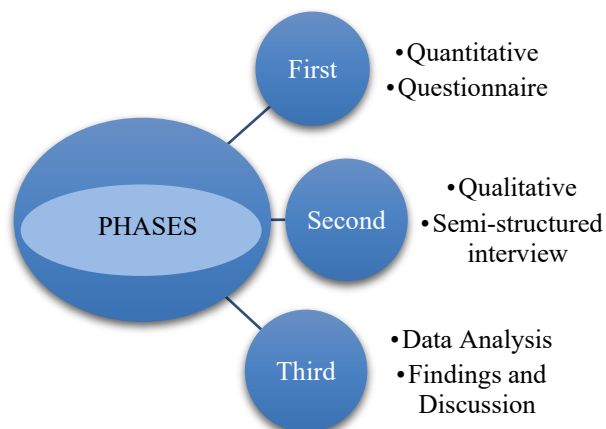 First
•Quantitative
•Questionnaire
PHASES
Second
•Qualitative
•Semi-structured
interview
Third
•Data Analysis
•Findings and
Discussion